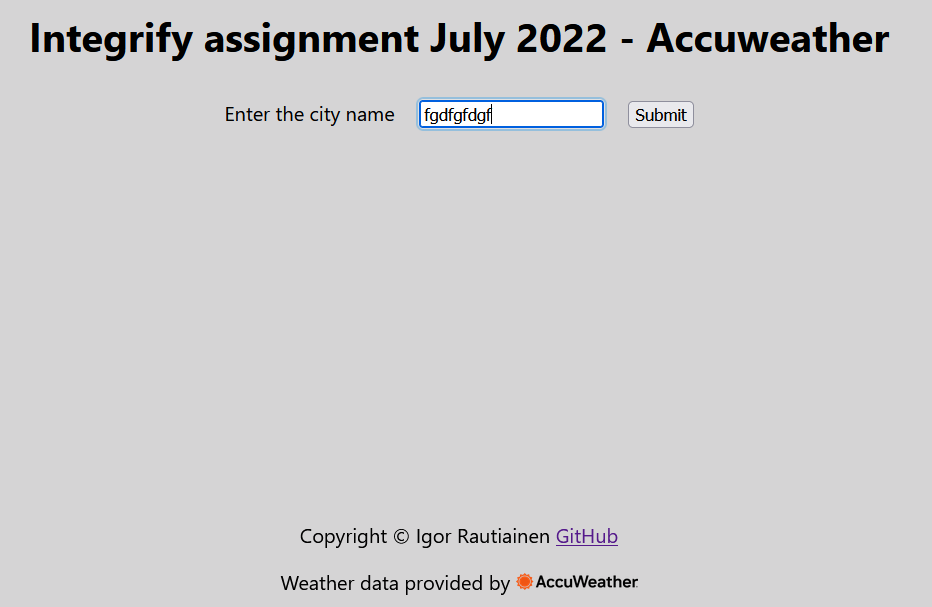 Integrify assignment July 2022 - Accuweather
Enter the city name fgdfgfdgf Submit
Copyright © Igor Rautiainen GitHub
Weather data provided by AccuWeather